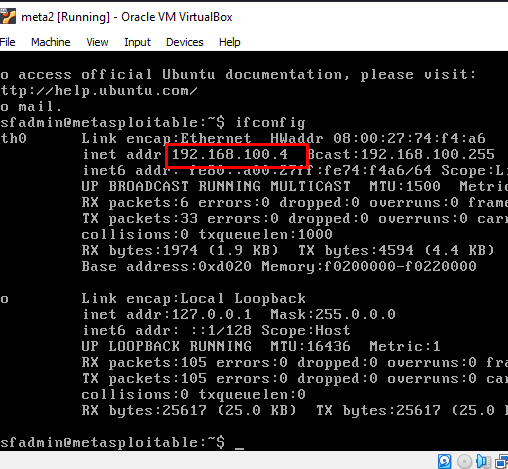 meta2 [Running] - Oracle VM VirtualBox
File Machine View Input Devices Help
o access official Ubuntu documentation, please visit:
ttp://help.ubuntu.com/
o mail.
sfadmin@metasploitable:~$ ifconfig
th0 Link encap:Ethernet HWaddr 08:00:27:74:f4:a6
inet addr:192.168.100.4 Bcast:192.168.100.255
inet6 addr: fe80::a00:27ff:fe74:f4a6/64 Scope:Li
UP BROADCAST RUNNING MULTICAST MTU:1500 Metric
RX packets:6 errors:0 dropped:0 overruns:0 frame
TX packets:33 errors:0 dropped:0 overruns:0 carr
collisions:0 txqueuelen:1000
RX bytes:1974 (1.9 KB) TX bytes:4594 (4.4 KB)
Base address:0xd020 Memory:f0200000-f0220000
o Link encap:Local Loopback
inet addr:127.0.0.1 Mask:255.0.0.0
inet6 addr: ::1/128 Scope:Host
UP LOOPBACK RUNNING MTU:16436 Metric:1
RX packets:105 errors:0 dropped:0 overruns:0 fra
TX packets:105 errors:0 dropped:0 overruns:0 car
collisions:0 txqueuelen:0
RX bytes:25617 (25.0 KB) TX bytes:25617 (25.0 K
sfadmin@metasploitable:~$ _